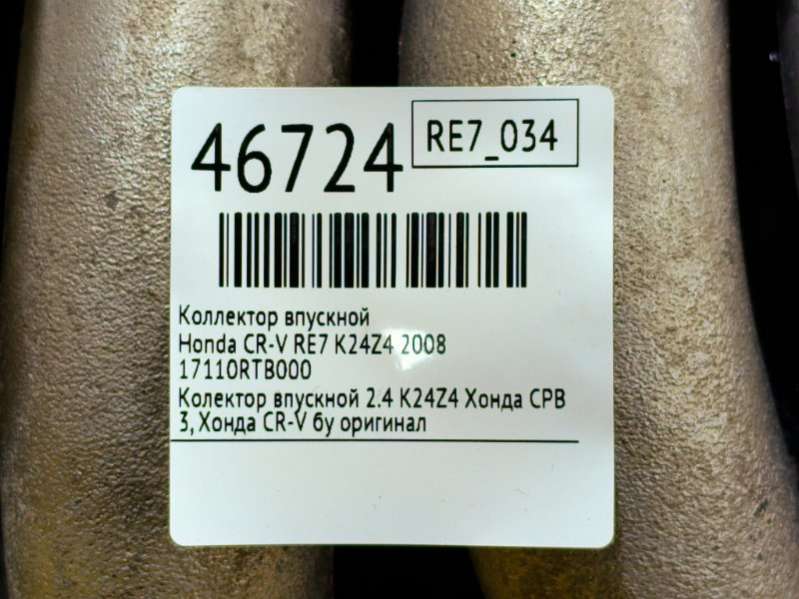 46724
RE7_034
Коллектор впускной
Honda CR-V RE7 K24Z4 2008
17110RTB000
Колектор впускной 2.4 K24Z4 Хонда СРВ
3, Хонда CR-V бу оригинал